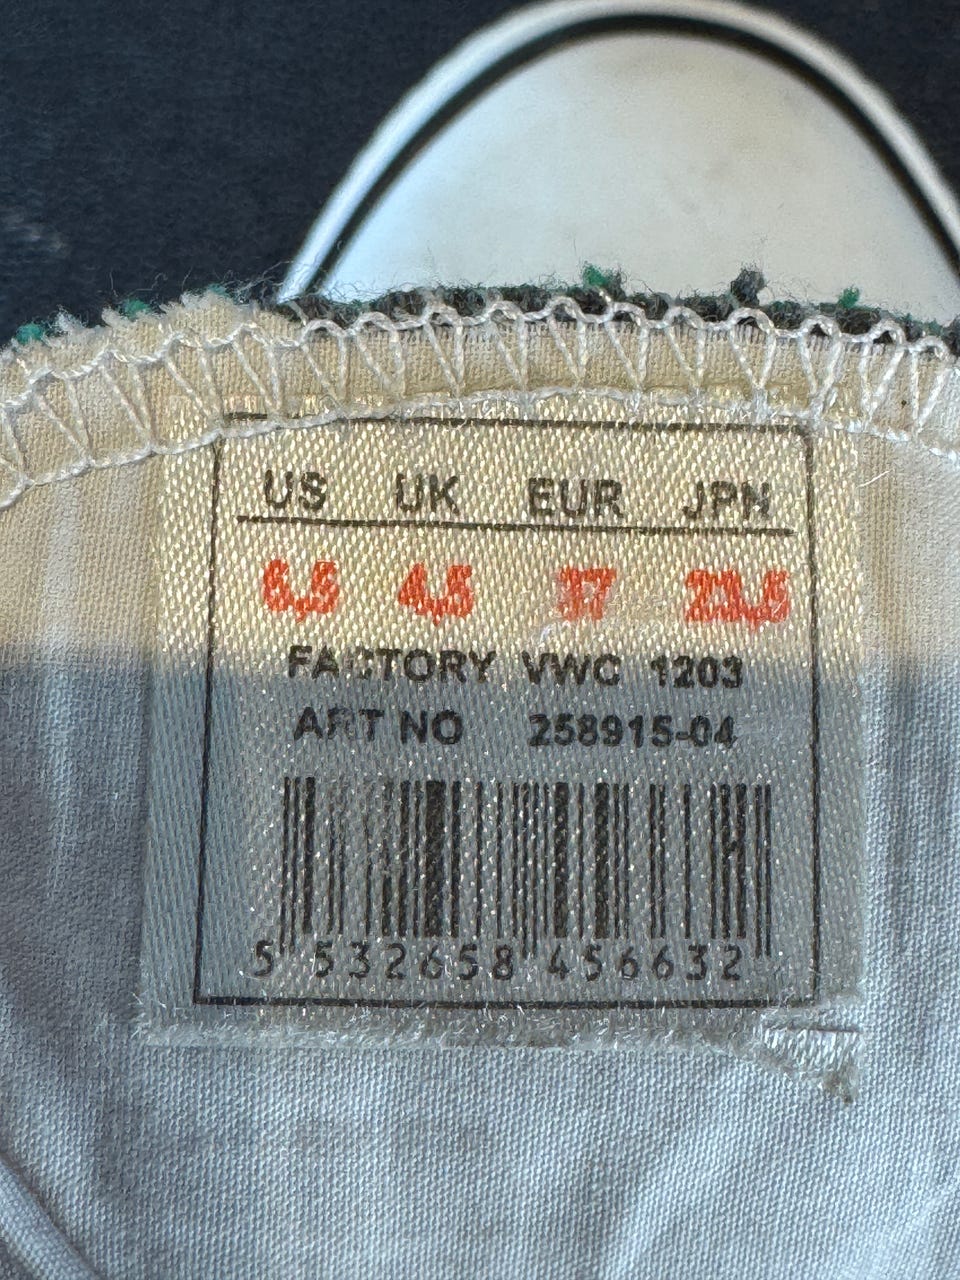 US UK EUR JPN
6,5 4,5 37 23,5
FACTORY VWC 1203
ART NO 258915-04
5 532658 456632